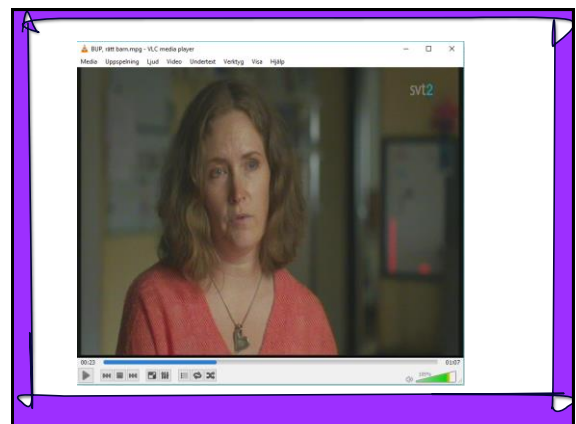 BUP, rätt barn.mpg - VLC media player
Media Uppspelning Ljud Video Undertext Verktyg Visa Hjälp
svt2
00:23
01:07
100%